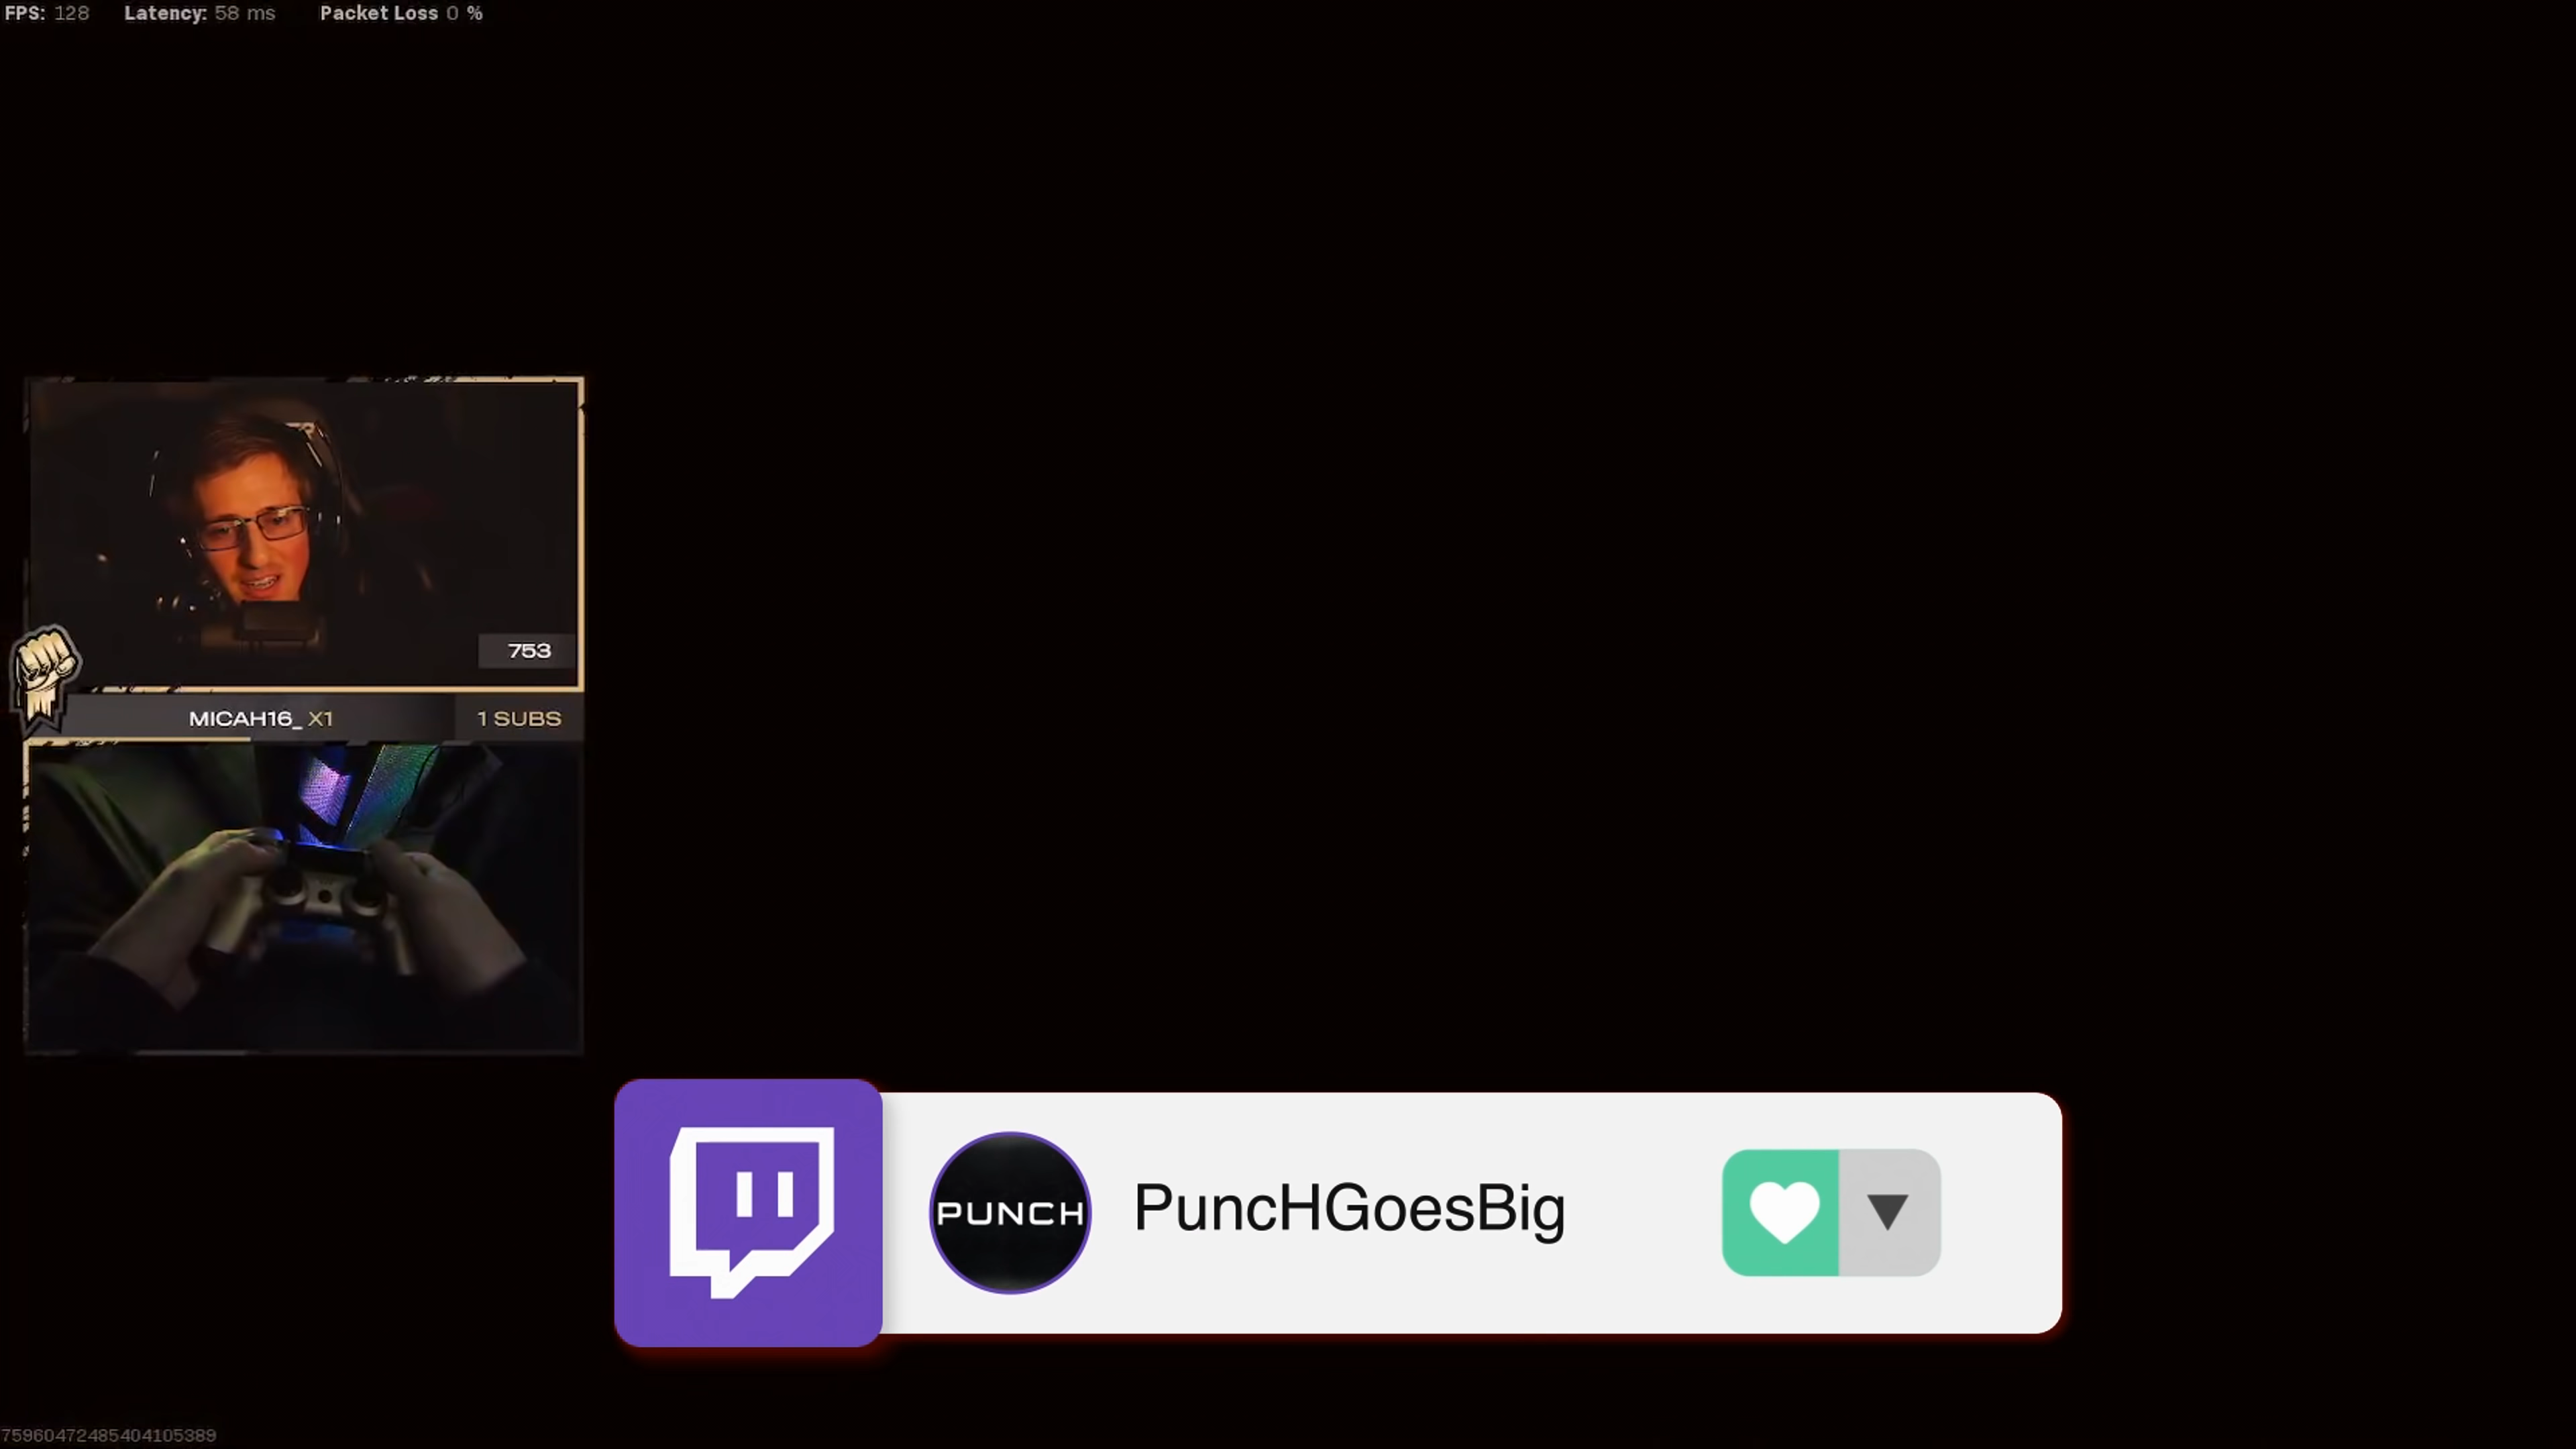 FPS: 128 Latency: 58 ms Packet Loss 0 %
753
MICAH16_ X1 1 SUBS
PUNCH PuncHGoesBig
75960472485404105389